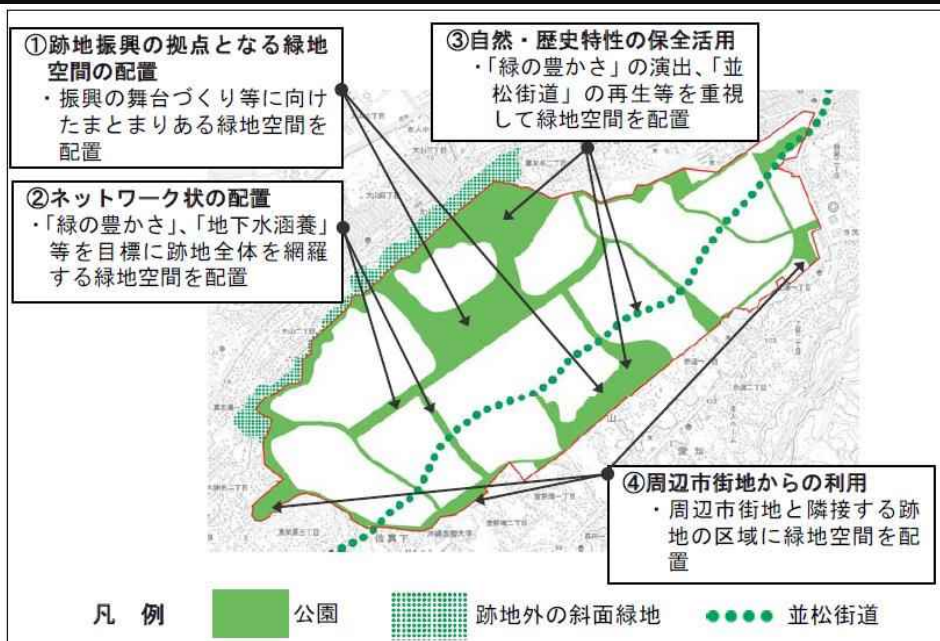 ①跡地振興の拠点となる緑地
空間の配置
・振興の舞台づくり等に向け
たまとまりある緑地空間を
配置
③自然・歴史特性の保全活用
・「緑の豊かさ」の演出、「並
松街道」の再生等を重視
して緑地空間を配置
②ネットワーク状の配置
・「緑の豊かさ」、「地下水涵養」
等を目標に跡地全体を網羅
する緑地空間を配置
④周辺市街地からの利用
・周辺市街地と隣接する跡
地の区域に緑地空間を配
置
凡 例
公園
跡地外の斜面緑地
並松街道